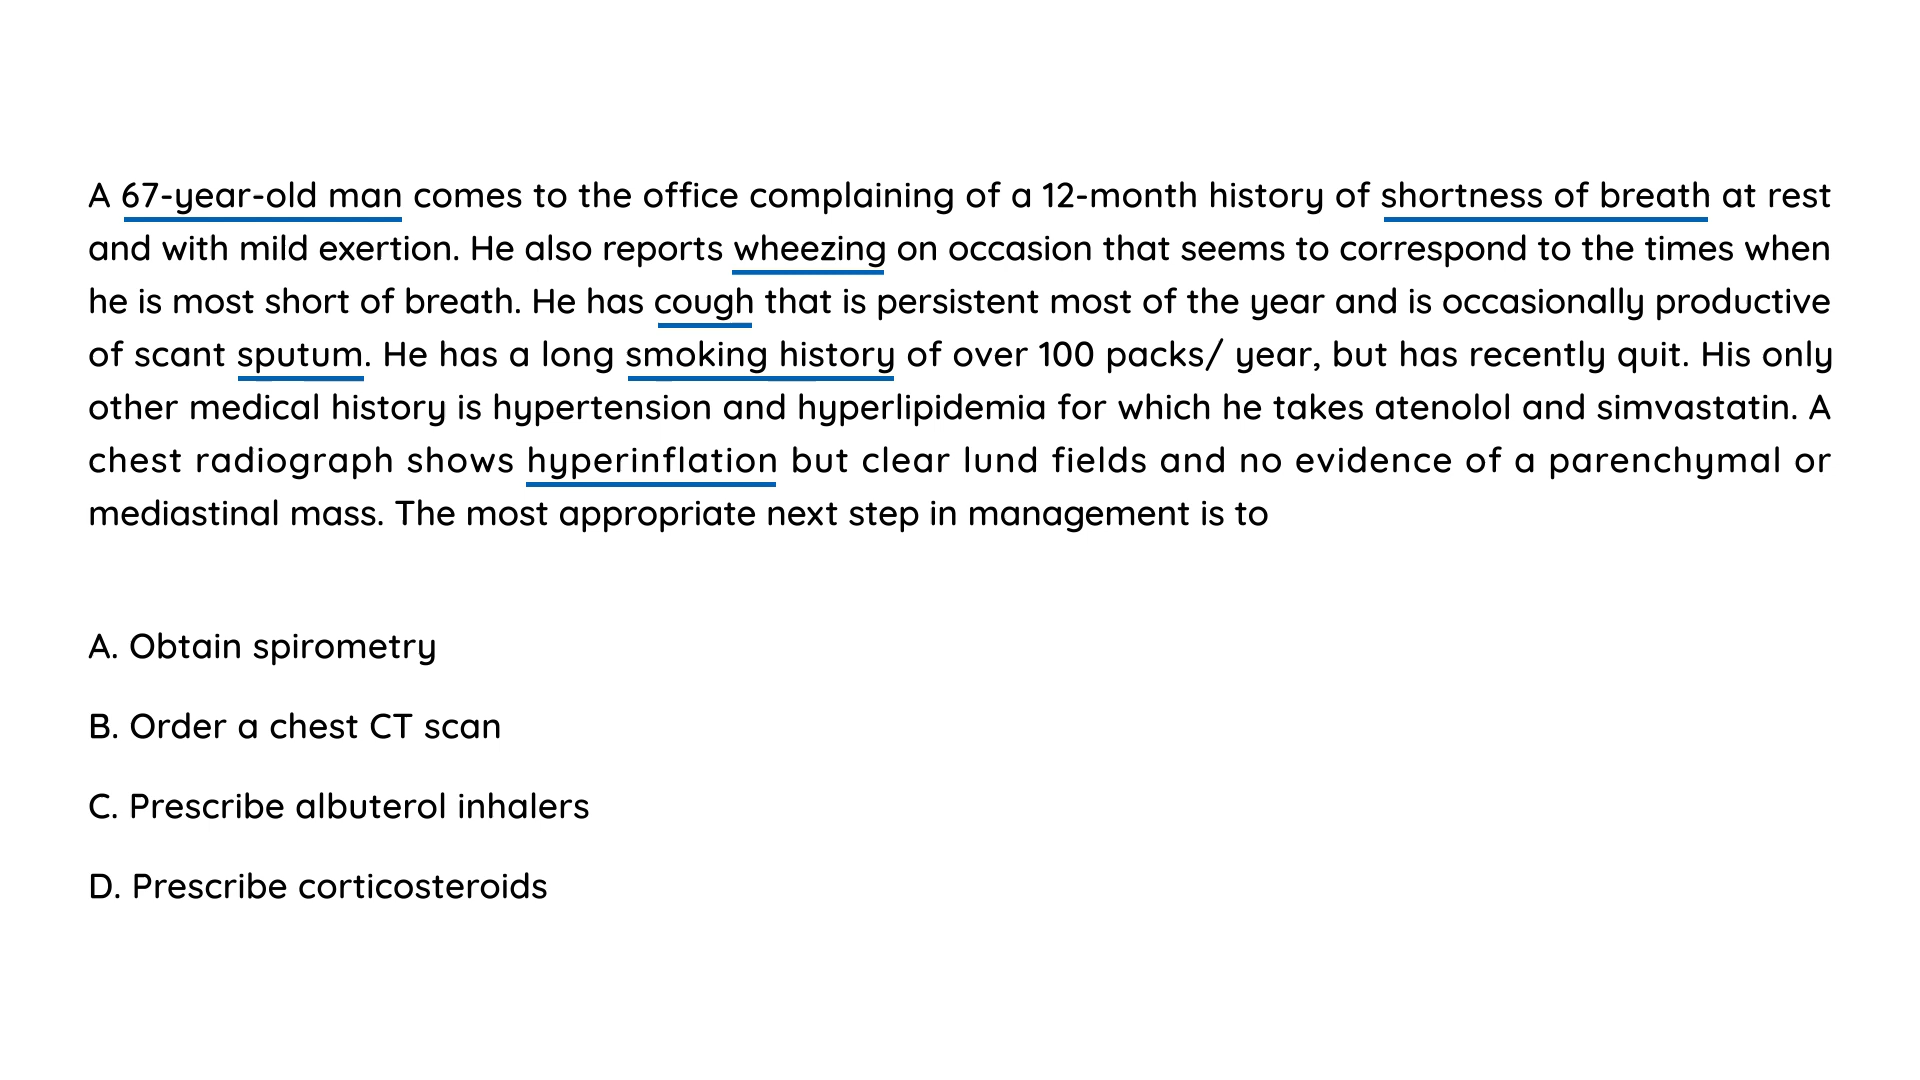 A 67-year-old man comes to the office complaining of a 12-month history of shortness of breath at rest
and with mild exertion. He also reports wheezing on occasion that seems to correspond to the times when
he is most short of breath. He has cough that is persistent most of the year and is occasionally productive
of scant sputum. He has a long smoking history of over 100 packs/ year, but has recently quit. His only
other medical history is hypertension and hyperlipidemia for which he takes atenolol and simvastatin. A
chest radiograph shows hyperinflation but clear lund fields and no evidence of a parenchymal or
mediastinal mass. The most appropriate next step in management is to
A. Obtain spirometry
B. Order a chest CT scan
C. Prescribe albuterol inhalers
D. Prescribe corticosteroids